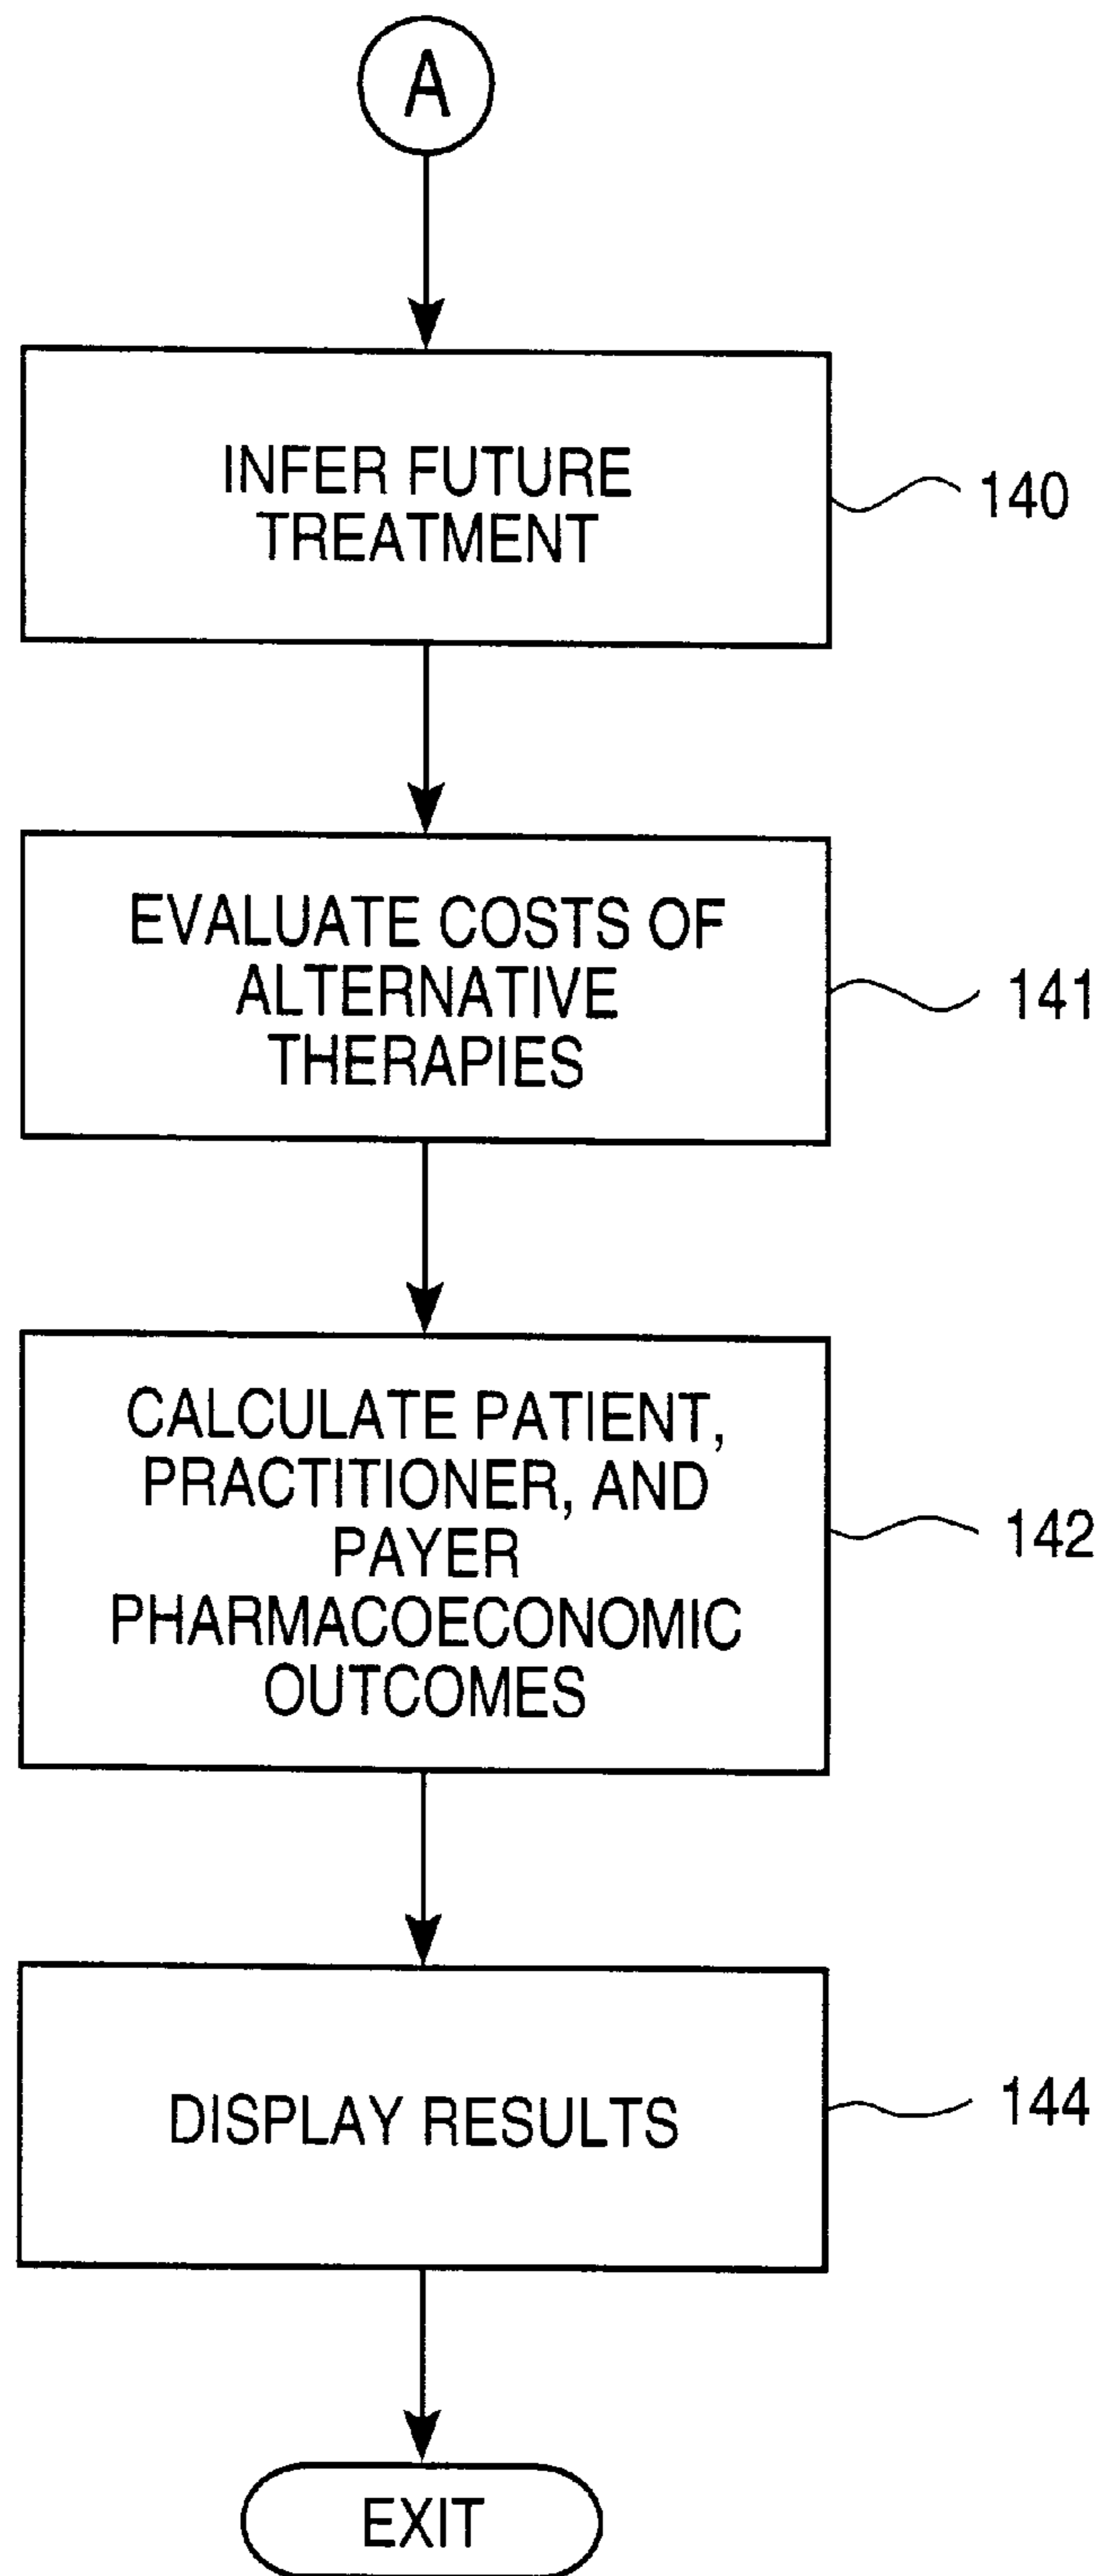 A
INFER FUTURE
TREATMENT
140
EVALUATE COSTS OF
ALTERNATIVE
THERAPIES
141
CALCULATE PATIENT,
PRACTITIONER, AND
PAYER
PHARMACOECONOMIC
OUTCOMES
142
DISPLAY RESULTS
144
EXIT